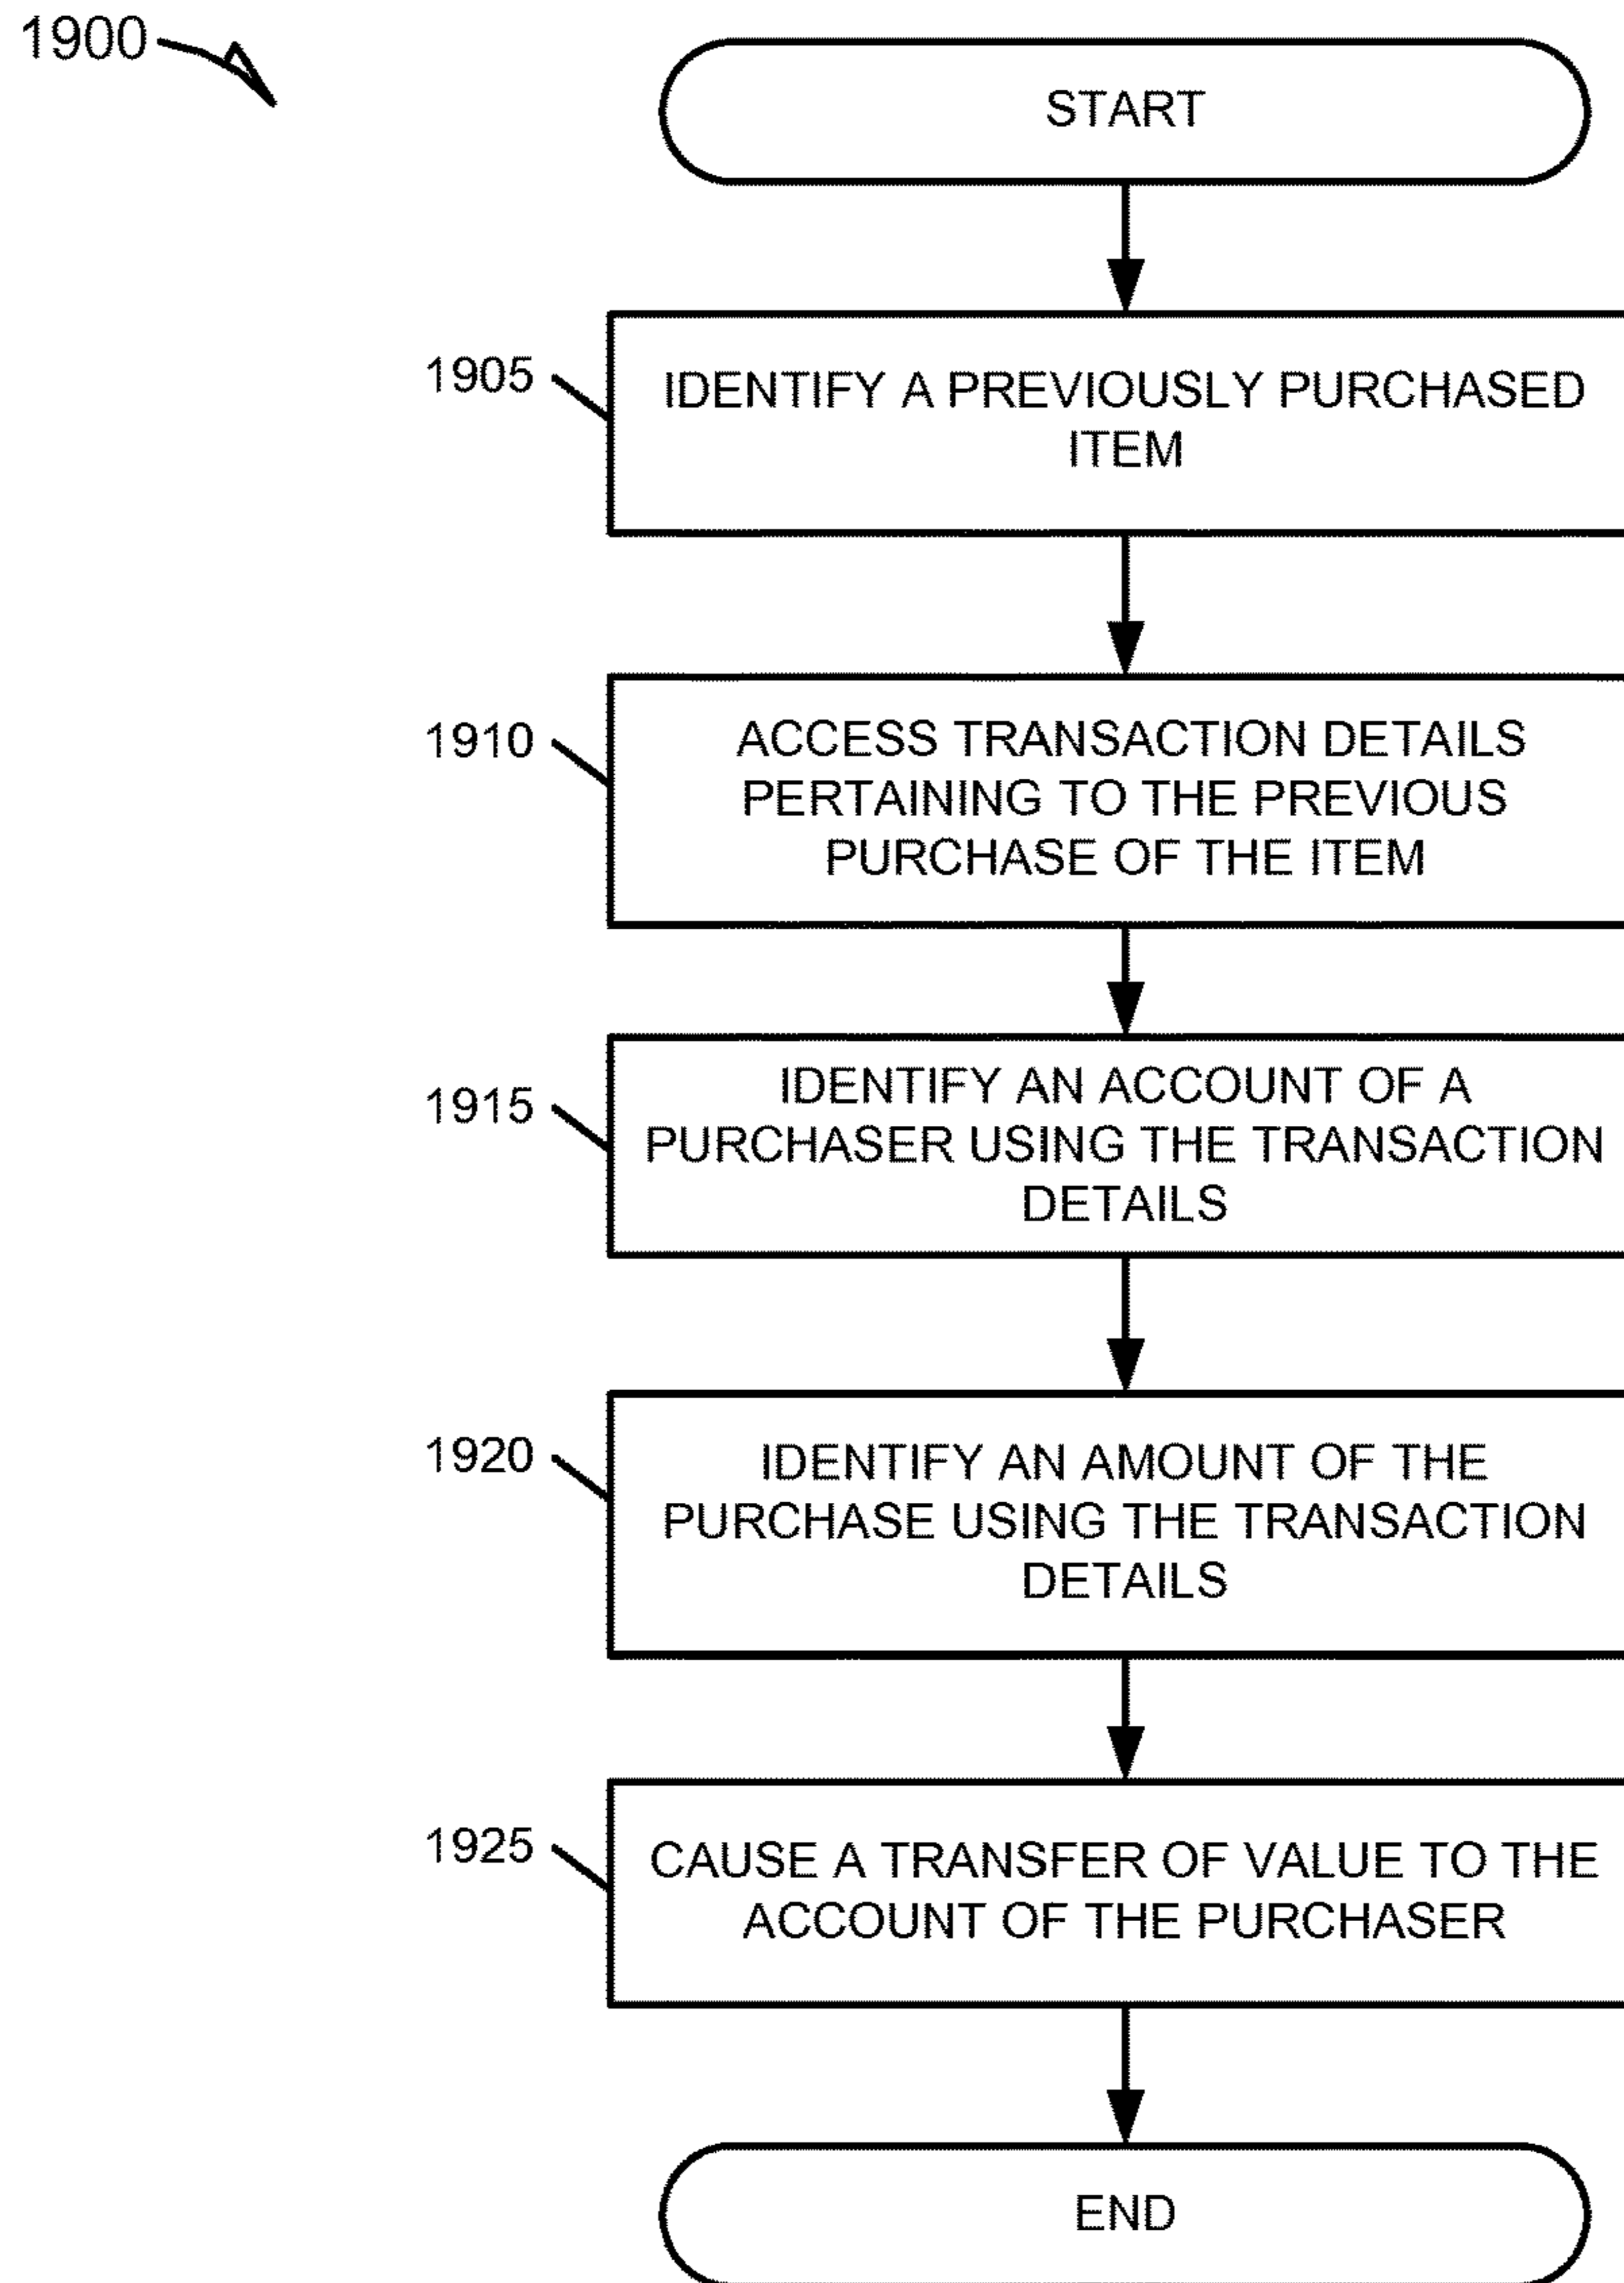 1900
START
1905
IDENTIFY A PREVIOUSLY PURCHASED
ITEM
1910
ACCESS TRANSACTION DETAILS
PERTAINING TO THE PREVIOUS
PURCHASE OF THE ITEM
1915
IDENTIFY AN ACCOUNT OF A
PURCHASER USING THE TRANSACTION
DETAILS
1920
IDENTIFY AN AMOUNT OF THE
PURCHASE USING THE TRANSACTION
DETAILS
1925
CAUSE A TRANSFER OF VALUE TO THE
ACCOUNT OF THE PURCHASER
END